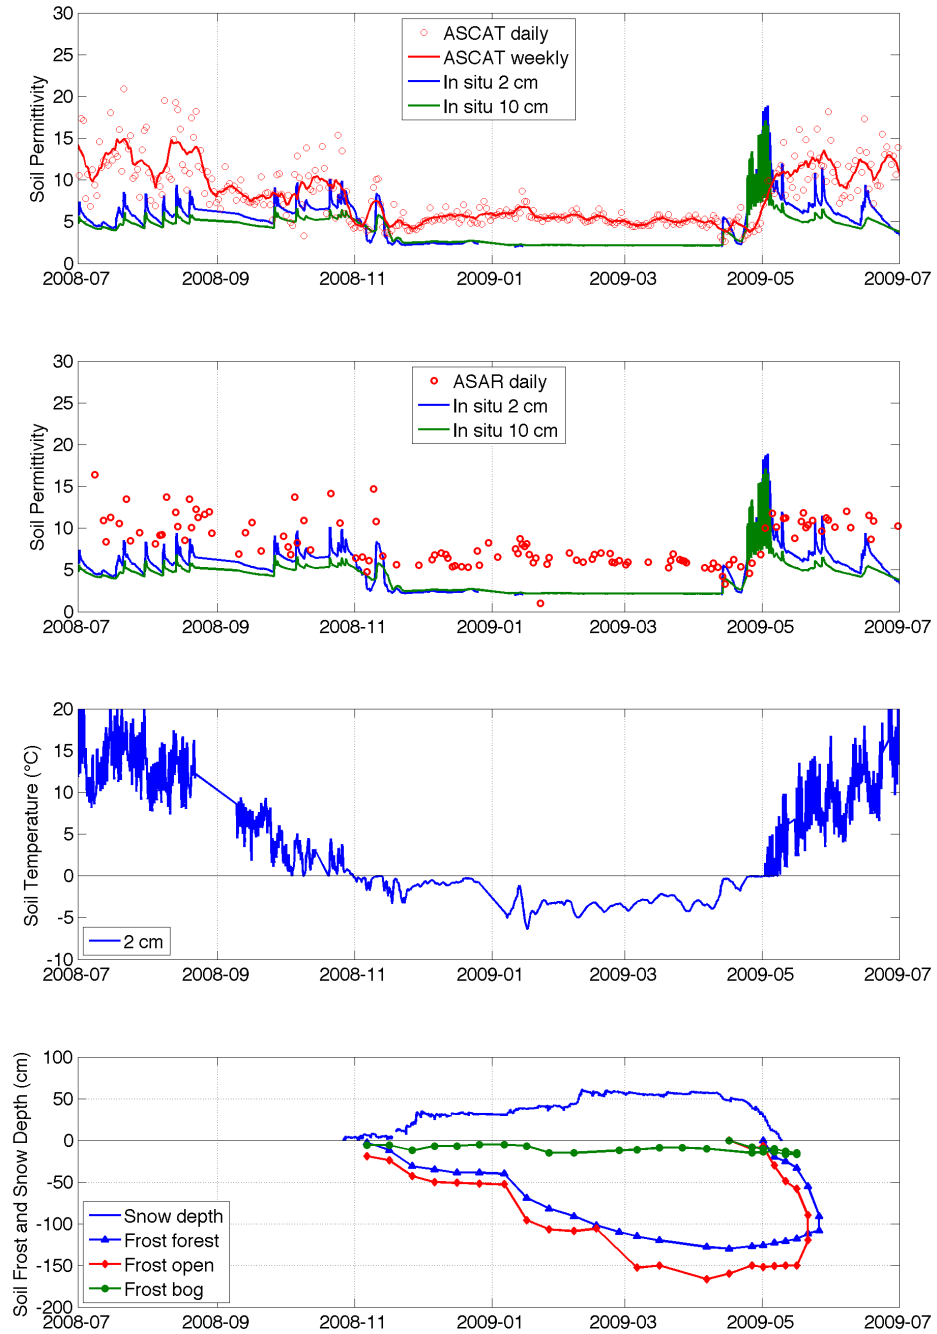 30
25
20
15
10
5
0
Soil Permittivity
ASCAT daily
ASCAT weekly
In situ 2 cm
In situ 10 cm
2008-07 2008-09 2008-11 2009-01 2009-03 2009-05 2009-07
30
25
20
15
10
5
0
Soil Permittivity
ASAR daily
In situ 2 cm
In situ 10 cm
2008-07 2008-09 2008-11 2009-01 2009-03 2009-05 2009-07
20
15
10
5
0
-5
-10
Soil Temperature (°C)
2 cm
2008-07 2008-09 2008-11 2009-01 2009-03 2009-05 2009-07
100
50
0
-50
-100
-150
-200
Soil Frost and Snow Depth (cm)
Snow depth
Frost forest
Frost open
Frost bog
2008-07 2008-09 2008-11 2009-01 2009-03 2009-05 2009-07